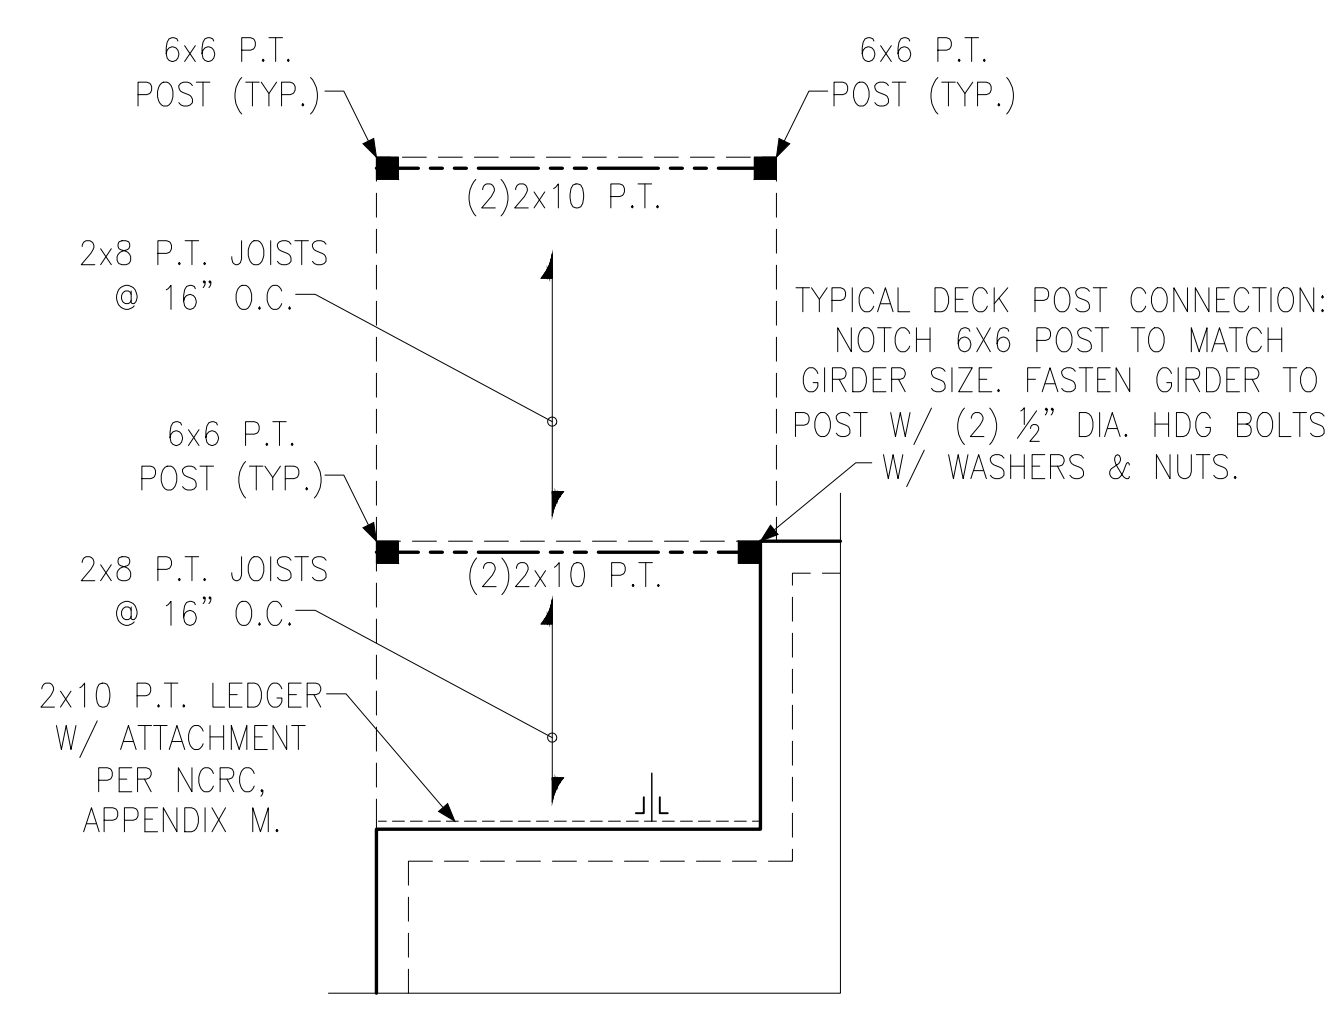 6x6 P.T.
POST (TYP.)
6x6 P.T.
POST (TYP.)
(2)2x10 P.T.
2x8 P.T. JOISTS
@ 16" O.C.
TYPICAL DECK POST CONNECTION:
NOTCH 6X6 POST TO MATCH
GIRDER SIZE. FASTEN GIRDER TO
POST W/ (2) ½" DIA. HDG BOLTS
W/ WASHERS & NUTS.
6x6 P.T.
POST (TYP.)
(2)2x10 P.T.
2x8 P.T. JOISTS
@ 16" O.C.
2x10 P.T. LEDGER
W/ ATTACHMENT
PER NCRC,
APPENDIX M.